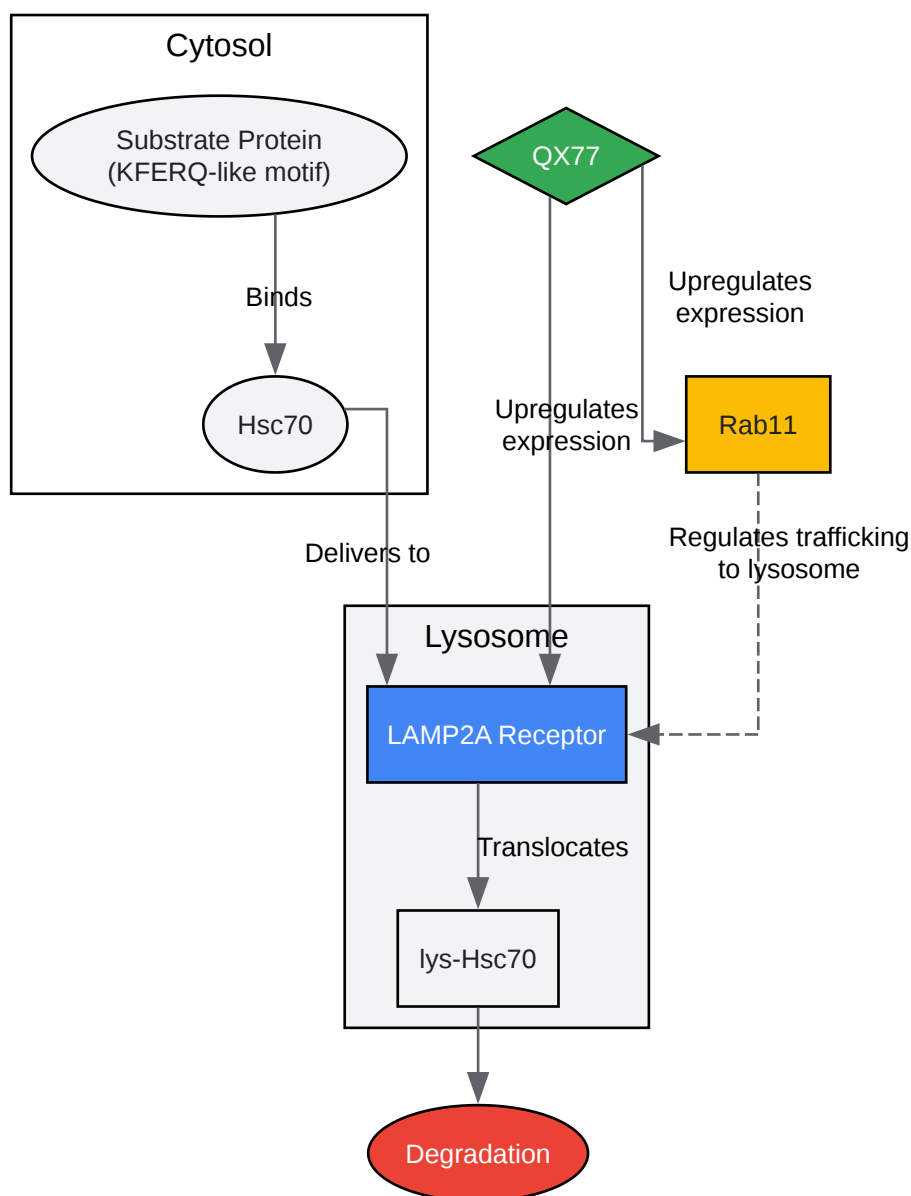 Cytosol
Substrate Protein
(KFERQ-like motif)
QX77
Binds
Upregulates
expression
Hsc70
Upregulates
expression
Rab11
Delivers to
Regulates trafficking
to lysosome
Lysosome
LAMP2A Receptor
Translocates
lys-Hsc70
Degradation